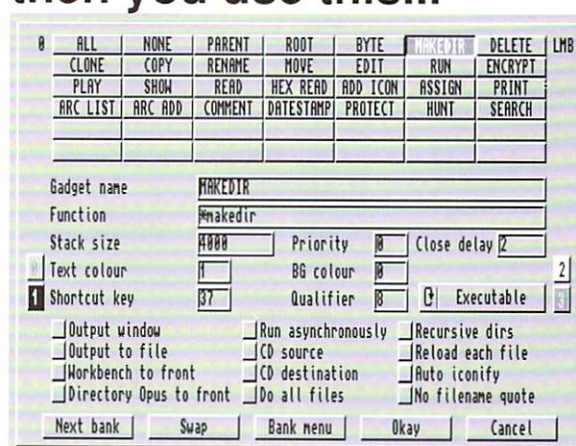 then you use this...
0 ALL NONE PARENT ROOT BYTE MAKEDIR DELETE LMB
CLONE COPY RENAME MOVE EDIT RUN ENCRYPT
PLAY SHOW READ HEX READ ADD ICON ASSIGN PRINT
ARC LIST ARC ADD COMMENT DATESTAMP PROTECT HUNT SEARCH
Gadget name MAKEDIR
Function *makedir
Stack size 4000 Priority 0 Close delay 2
0 Text colour 1 BG colour 0 2
1 Shortcut key 37 Qualifier 8 Executable 3
Output window Run asynchronously Recursive dirs
Output to file CD source Reload each file
Workbench to front CD destination Auto iconify
Directory Opus to front Do all files No filename quote
Next bank Swap Bank menu Okay Cancel